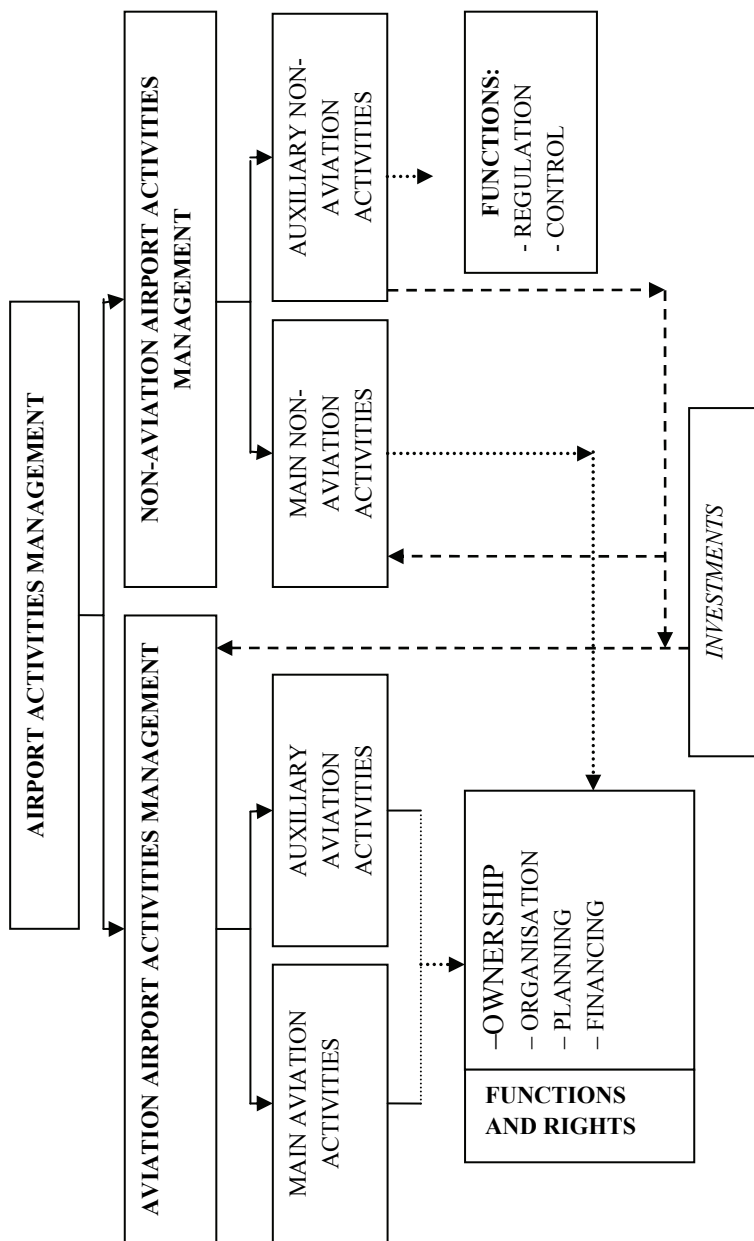 AIRPORT ACTIVITIES MANAGEMENT
AVIATION AIRPORT ACTIVITIES MANAGEMENT
NON-AVIATION AIRPORT ACTIVITIES
MANAGEMENT
MAIN AVIATION
ACTIVITIES
AUXILIARY
AVIATION
ACTIVITIES
MAIN NON-
AVIATION
ACTIVITIES
AUXILIARY NON-
AVIATION
ACTIVITIES
FUNCTIONS
AND RIGHTS
–OWNERSHIP
– ORGANISATION
– PLANNING
– FINANCING
FUNCTIONS:
- REGULATION
- CONTROL
INVESTMENTS